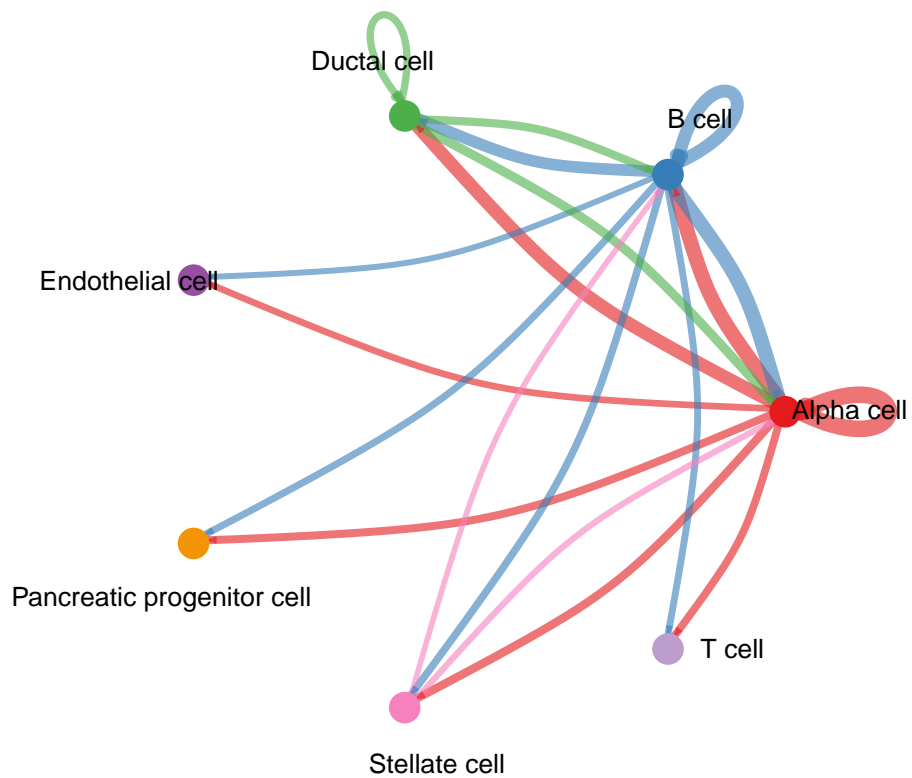 Ductal cell
B cell
Endothelial cell
Alpha cell
Pancreatic progenitor cell
T cell
Stellate cell